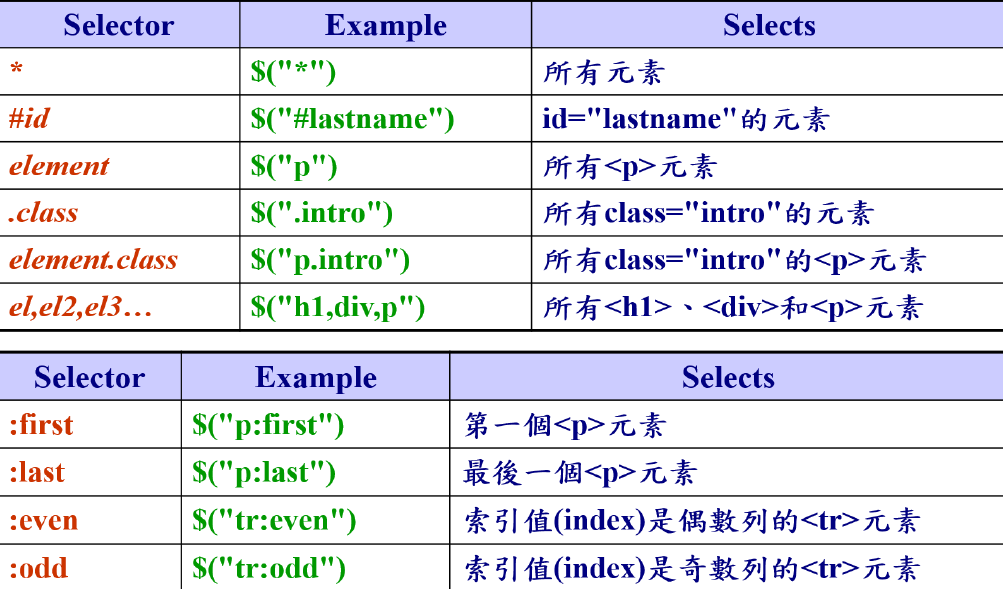 Selector Example Selects
* $("*") 所有元素
#id $("#lastname") id="lastname"的元素
element $("p") 所有<p>元素
.class $(".intro") 所有class="intro"的元素
element.class $("p.intro") 所有class="intro"的<p>元素
el,el2,el3… $("h1,div,p") 所有<h1>、<div>和<p>元素
Selector Example Selects
:first $("p:first") 第一個<p>元素
:last $("p:last") 最後一個<p>元素
:even $("tr:even") 索引值(index)是偶數列的<tr>元素
:odd $("tr:odd") 索引值(index)是奇數列的<tr>元素